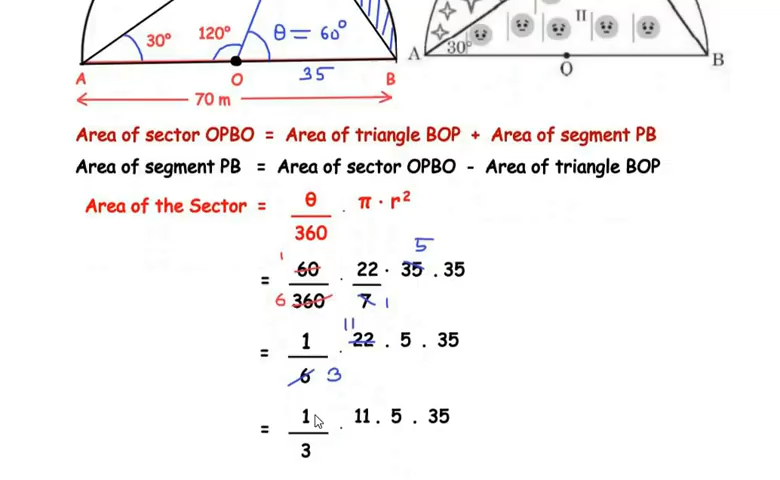 30° 120° θ = 60° 30° II
A O 35 B A O B
70 m
Area of sector OPBO = Area of triangle BOP + Area of segment PB
Area of segment PB = Area of sector OPBO - Area of triangle BOP
Area of the Sector = θ/360 . π · r²
= 1 60/6 360 . 22/7 1 · 5 35 . 35
= 1/6 3 . 11 22 . 5 . 35
= 1/3 . 11 . 5 . 35